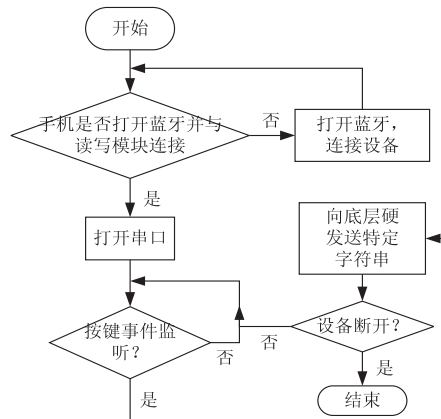 开始
手机是否打开蓝牙并与
读写模块连接
否
打开蓝牙,
连接设备
是
打开串口
向底层硬
发送特定
字符串
按键事件监
听?
否
否
设备断开?
是
是
结束